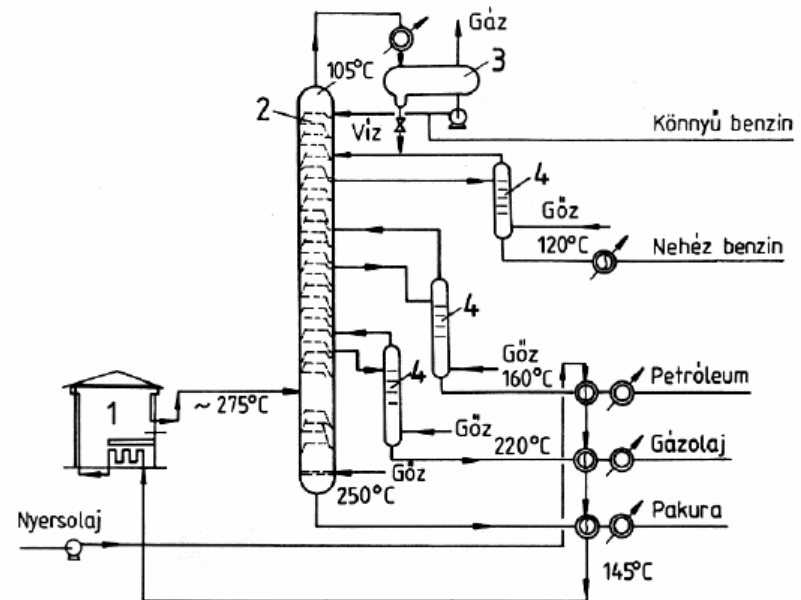 Gáz
3
105°C
2
Víz
Könnyű benzin
4
Gőz
120°C
Nehéz benzin
4
Gőz
160°C
Petróleum
1
~ 275°C
4
Gőz
220°C
Gázolaj
Gőz
250°C
Nyersolaj
Pakura
145°C